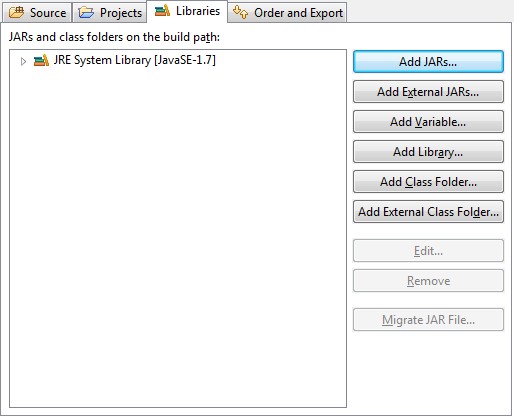 Source Projects Libraries Order and Export
JARs and class folders on the build path:
JRE System Library [JavaSE-1.7]
Add JARs...
Add External JARs...
Add Variable...
Add Library...
Add Class Folder...
Add External Class Folder...
Edit...
Remove
Migrate JAR File...